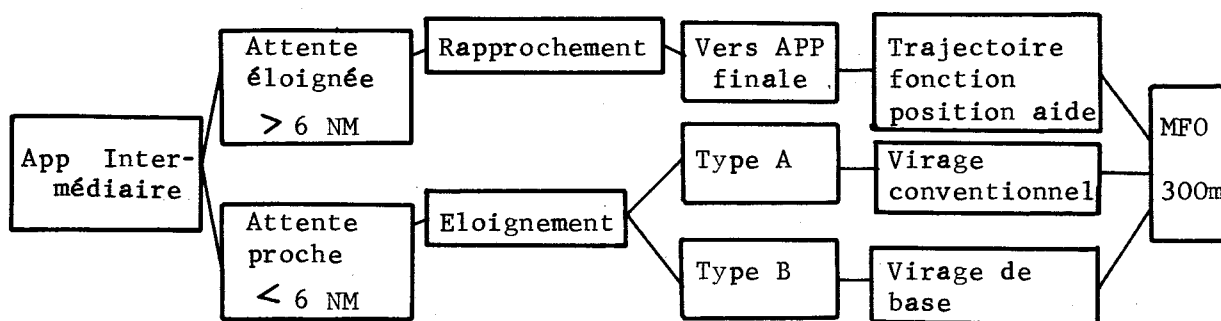 App Inter-
médiaire
Attente
éloignée
> 6 NM
Attente
proche
< 6 NM
Rapprochement
Eloignement
Vers APP
finale
Type A
Type B
Trajectoire
fonction
position aide
Virage
conventionnel
Virage de
base
MFO
300m